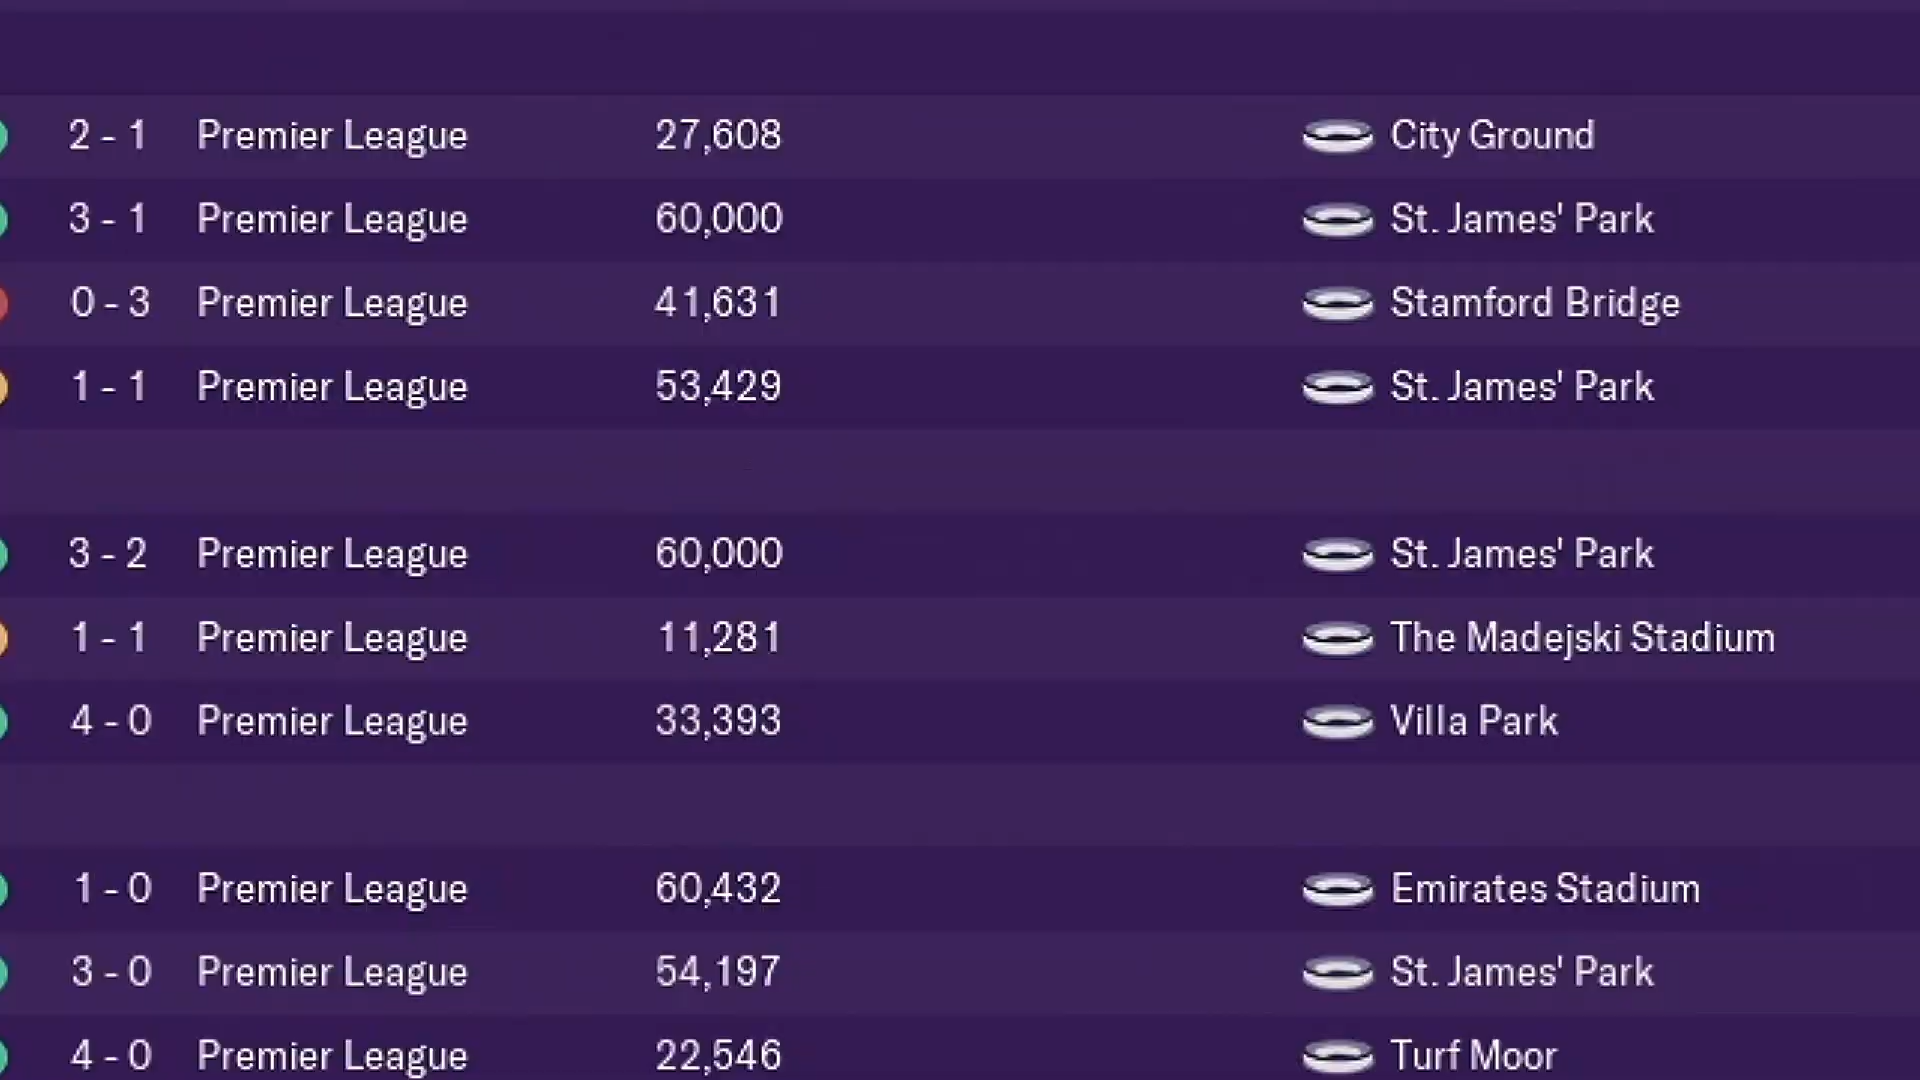 2 - 1 Premier League 27,608 City Ground
3 - 1 Premier League 60,000 St. James' Park
0 - 3 Premier League 41,631 Stamford Bridge
1 - 1 Premier League 53,429 St. James' Park
3 - 2 Premier League 60,000 St. James' Park
1 - 1 Premier League 11,281 The Madejski Stadium
4 - 0 Premier League 33,393 Villa Park
1 - 0 Premier League 60,432 Emirates Stadium
3 - 0 Premier League 54,197 St. James' Park
4 - 0 Premier League 22,546 Turf Moor